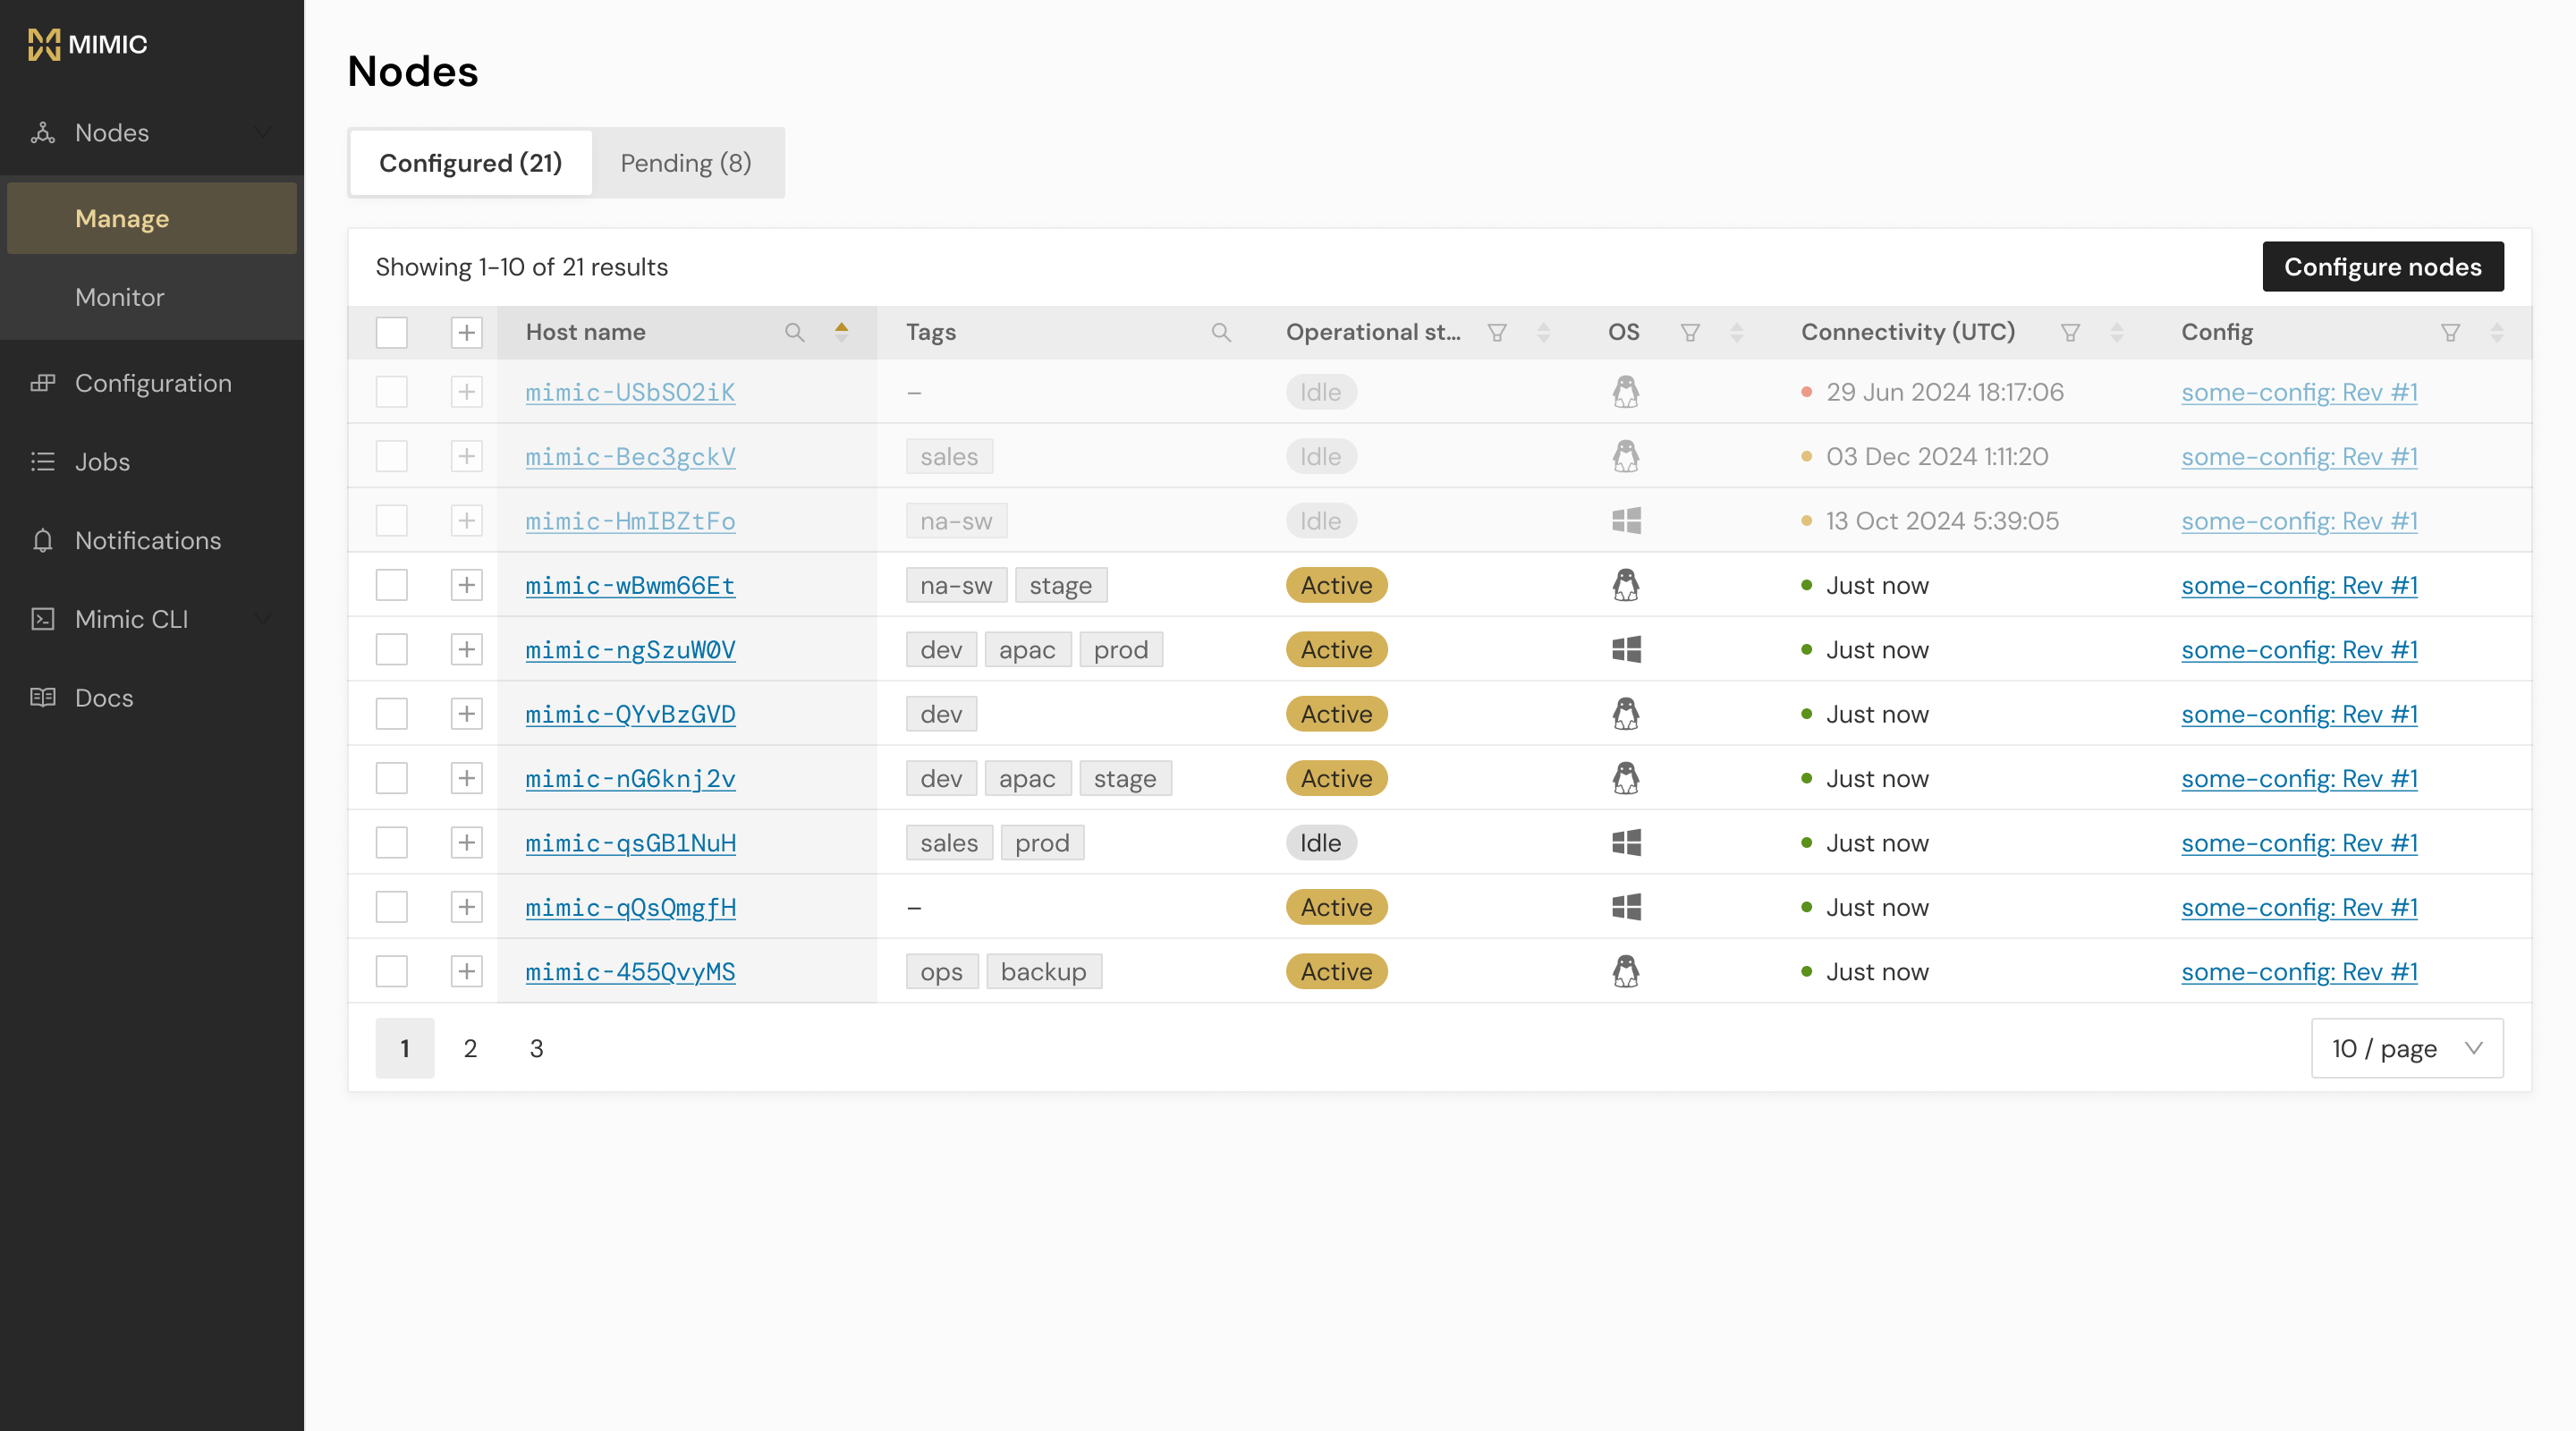 MIMIC
Nodes
Manage
Monitor
Configuration
Jobs
Notifications
Mimic CLI
Docs
Nodes
Configured (21) Pending (8)
Showing 1-10 of 21 results Configure nodes
Host name Tags Operational st... OS Connectivity (UTC) Config
mimic-USbSO2iK – Idle 29 Jun 2024 18:17:06 some-config: Rev #1
mimic-Bec3gckV sales Idle 03 Dec 2024 1:11:20 some-config: Rev #1
mimic-HmIBZtFo na-sw Idle 13 Oct 2024 5:39:05 some-config: Rev #1
mimic-wBwm66Et na-sw stage Active Just now some-config: Rev #1
mimic-ngSzuW0V dev apac prod Active Just now some-config: Rev #1
mimic-QYvBzGVD dev Active Just now some-config: Rev #1
mimic-nG6knj2v dev apac stage Active Just now some-config: Rev #1
mimic-qsGB1NuH sales prod Idle Just now some-config: Rev #1
mimic-qQsQmgfH – Active Just now some-config: Rev #1
mimic-455QvyMS ops backup Active Just now some-config: Rev #1
1 2 3 10 / page